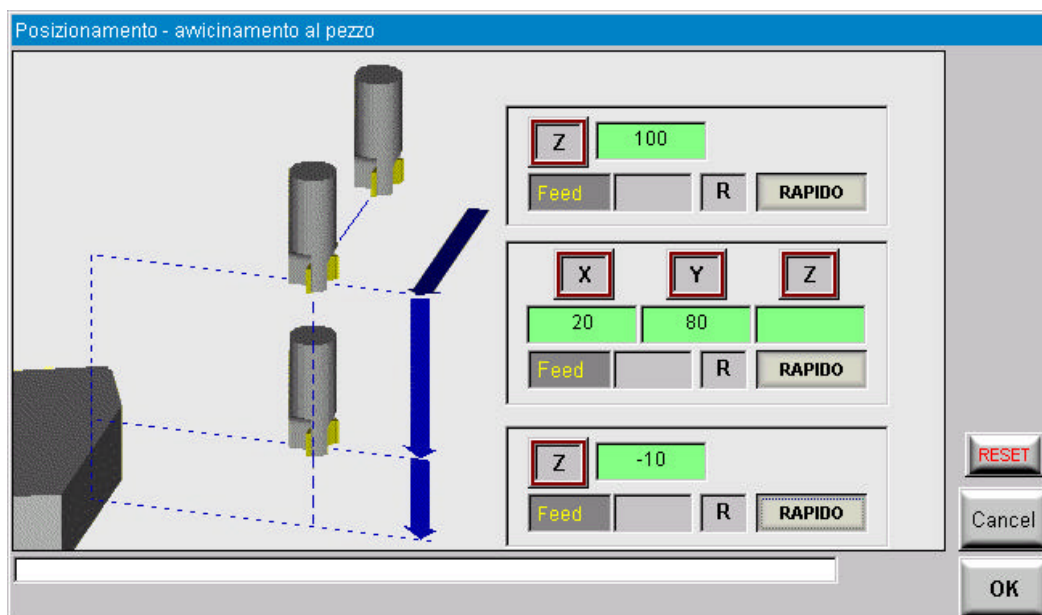 Posizionamento - avvicinamento al pezzo
Z 100
Feed R RAPIDO
X Y Z
20 80
Feed R RAPIDO
Z -10
Feed R RAPIDO
RESET
Cancel
OK